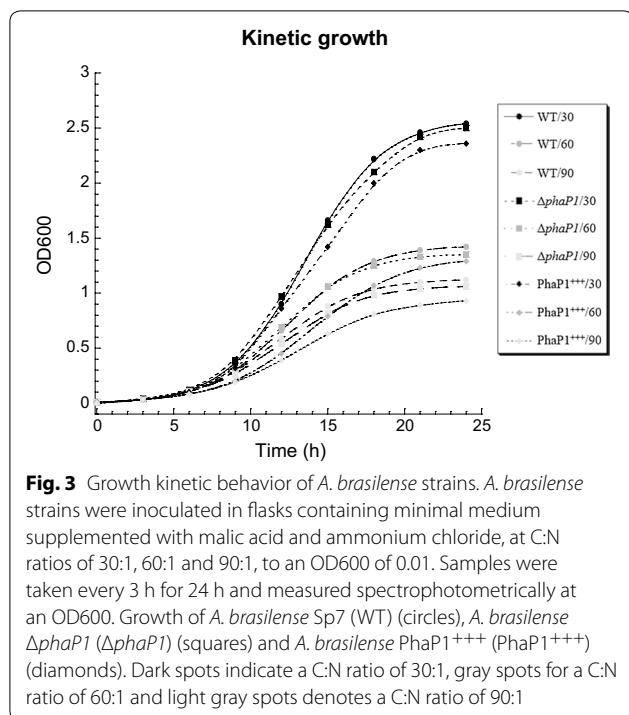 Kinetic growth
3
2.5
2
1.5
1
0.5
0
OD600
0 5 10 15 20 25
Time (h)
WT/30
WT/60
WT/90
ΔphaP1/30
ΔphaP1/60
ΔphaP1/90
PhaP1+++/30
PhaP1+++/60
PhaP1+++/90
Fig. 3 Growth kinetic behavior of A. brasilense strains. A. brasilense
strains were inoculated in flasks containing minimal medium
supplemented with malic acid and ammonium chloride, at C:N
ratios of 30:1, 60:1 and 90:1, to an OD600 of 0.01. Samples were
taken every 3 h for 24 h and measured spectrophotometrically at
an OD600. Growth of A. brasilense Sp7 (WT) (circles), A. brasilense
ΔphaP1 (ΔphaP1) (squares) and A. brasilense PhaP1+++ (PhaP1+++)
(diamonds). Dark spots indicate a C:N ratio of 30:1, gray spots for a C:N
ratio of 60:1 and light gray spots denotes a C:N ratio of 90:1